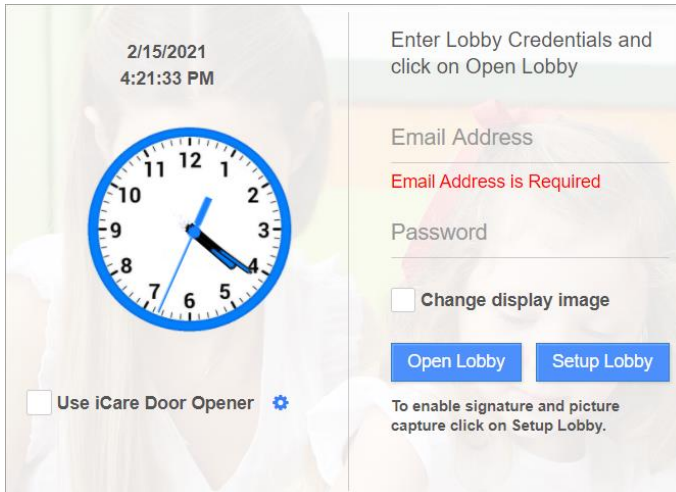 2/15/2021
4:21:33 PM
12
1
2
3
4
5
6
7
8
9
10
11
Use iCare Door Opener
Enter Lobby Credentials and
click on Open Lobby
Email Address
Email Address is Required
Password
Change display image
Open Lobby
Setup Lobby
To enable signature and picture
capture click on Setup Lobby.